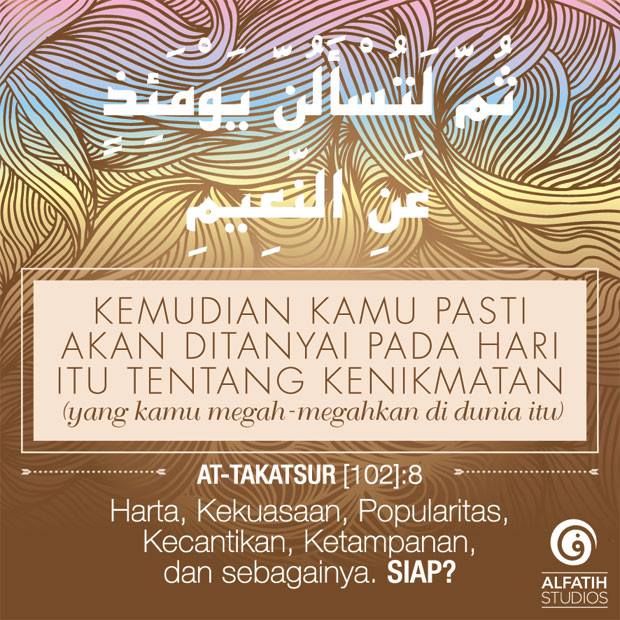 ثُمَّ لَتُسْأَلُنَّ يَوْمَئِذٍ
عَنِ النَّعِيمِ
KEMUDIAN KAMU PASTI
AKAN DITANYAI PADA HARI
ITU TENTANG KENIKMATAN
(yang kamu megah-megahkan di dunia itu)
AT-TAKATSUR [102]:8
Harta, Kekuasaan, Popularitas,
Kecantikan, Ketampanan,
dan sebagainya. SIAP?
ALFATIH
STUDIOS